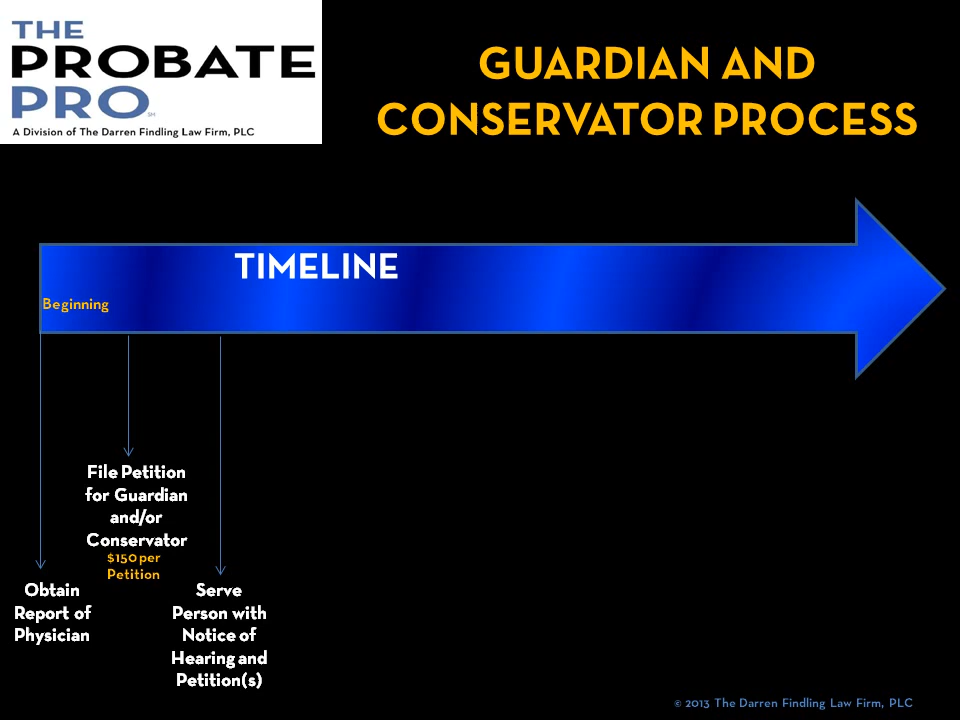 THE
PROBATE
PRO SM
A Division of The Darren Findling Law Firm, PLC
GUARDIAN AND
CONSERVATOR PROCESS
TIMELINE
Beginning
File Petition
for Guardian
and/or
Conservator
$150 per
Petition
Obtain
Report of
Physician
Serve
Person with
Notice of
Hearing and
Petition(s)
© 2013 The Darren Findling Law Firm, PLC